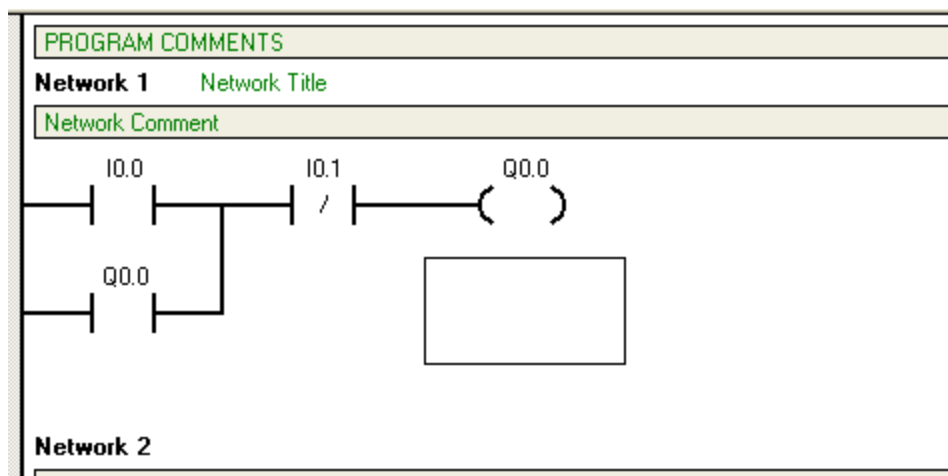 PROGRAM COMMENTS
Network 1 Network Title
Network Comment
I0.0 I0.1 Q0.0
/
Q0.0
Network 2